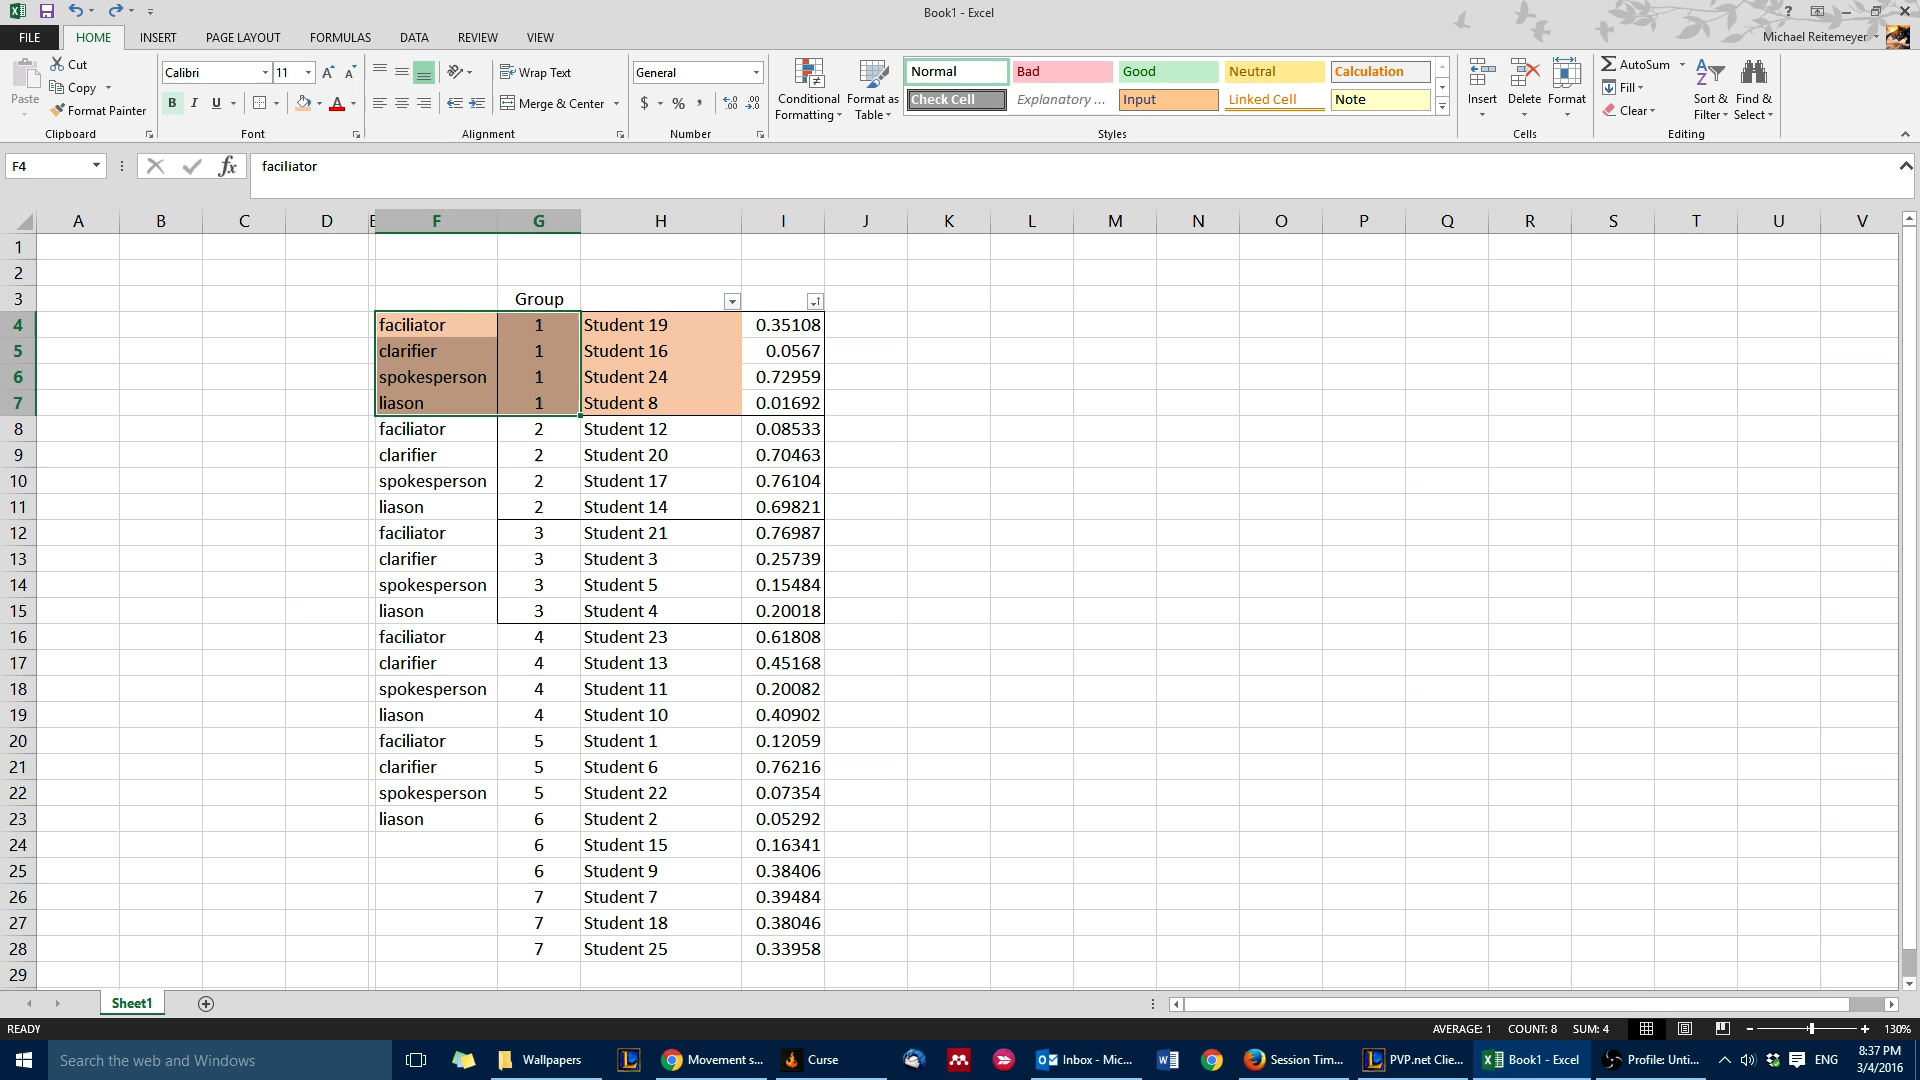 Book1 - Excel
?
FILE HOME INSERT PAGE LAYOUT FORMULAS DATA REVIEW VIEW
Michael Reitemeyer
Paste
Cut
Copy
Format Painter
Clipboard
Calibri 11
B I U
Font
Wrap Text
Merge & Center
Alignment
General
$ % ,
Number
Conditional Formatting
Format as Table
Normal Bad Good Neutral Calculation
Check Cell Explanatory ... Input Linked Cell Note
Styles
Insert Delete Format
Cells
AutoSum
Fill
Clear
Sort & Filter
Find & Select
Editing
F4 fx faciliator
A B C D E F G H I J K L M N O P Q R S T U V
1
2
3 Group
4 faciliator 1 Student 19 0.35108
5 clarifier 1 Student 16 0.0567
6 spokesperson 1 Student 24 0.72959
7 liason 1 Student 8 0.01692
8 faciliator 2 Student 12 0.08533
9 clarifier 2 Student 20 0.70463
10 spokesperson 2 Student 17 0.76104
11 liason 2 Student 14 0.69821
12 faciliator 3 Student 21 0.76987
13 clarifier 3 Student 3 0.25739
14 spokesperson 3 Student 5 0.15484
15 liason 3 Student 4 0.20018
16 faciliator 4 Student 23 0.61808
17 clarifier 4 Student 13 0.45168
18 spokesperson 4 Student 11 0.20082
19 liason 4 Student 10 0.40902
20 faciliator 5 Student 1 0.12059
21 clarifier 5 Student 6 0.76216
22 spokesperson 5 Student 22 0.07354
23 liason 6 Student 2 0.05292
24 6 Student 15 0.16341
25 6 Student 9 0.38406
26 7 Student 7 0.39484
27 7 Student 18 0.38046
28 7 Student 25 0.33958
29
Sheet1
READY AVERAGE: 1 COUNT: 8 SUM: 4 130%
Search the web and Windows Wallpapers Movement s... Curse Inbox - Mic... Session Tim... PVP.net Clie... Book1 - Excel Profile: Unti... ENG 8:37 PM
3/4/2016